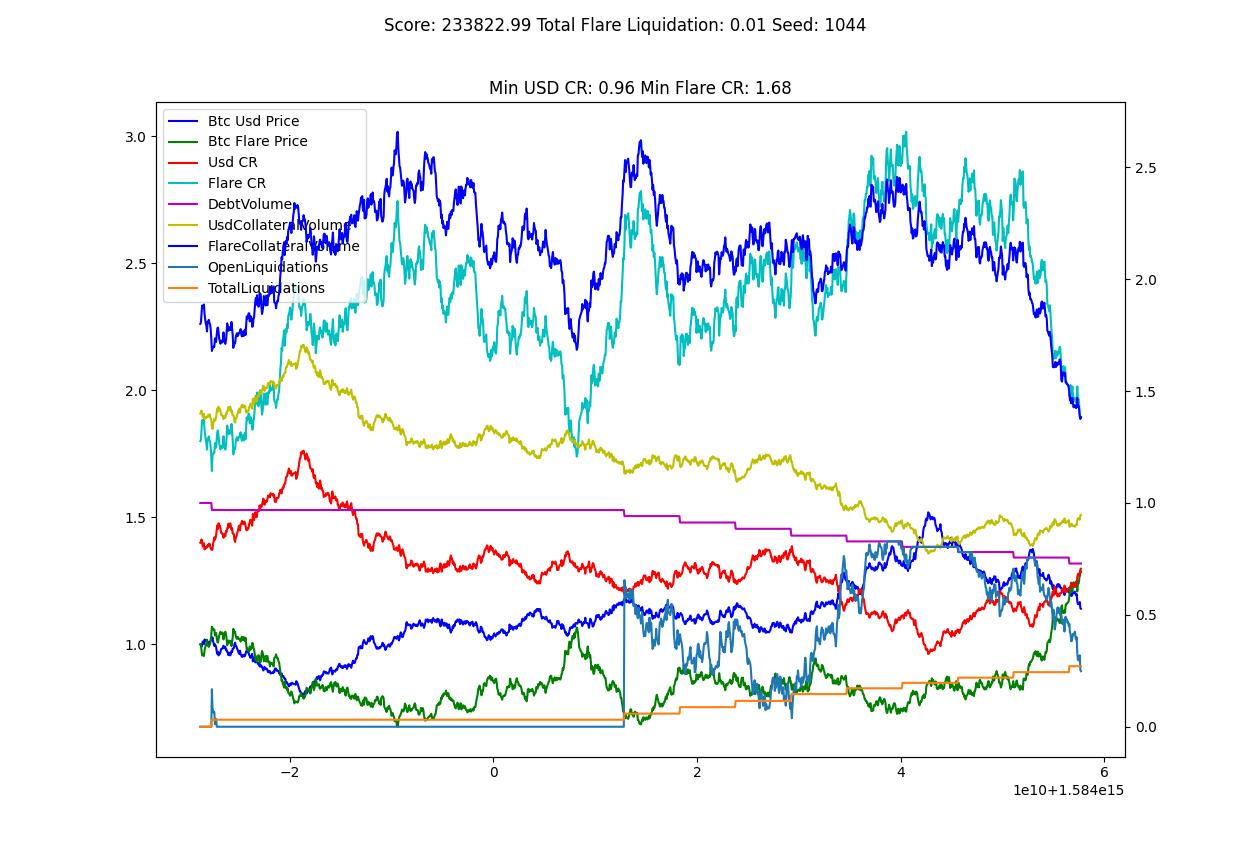 Score: 233822.99 Total Flare Liquidation: 0.01 Seed: 1044
Min USD CR: 0.96 Min Flare CR: 1.68
Btc Usd Price
Btc Flare Price
Usd CR
Flare CR
DebtVolume
UsdCollateralVolume
FlareCollateralVolume
OpenLiquidations
TotalLiquidations
3.0
2.5
2.0
1.5
1.0
2.5
2.0
1.5
1.0
0.5
0.0
−2
0
2
4
6
1e10+1.584e15